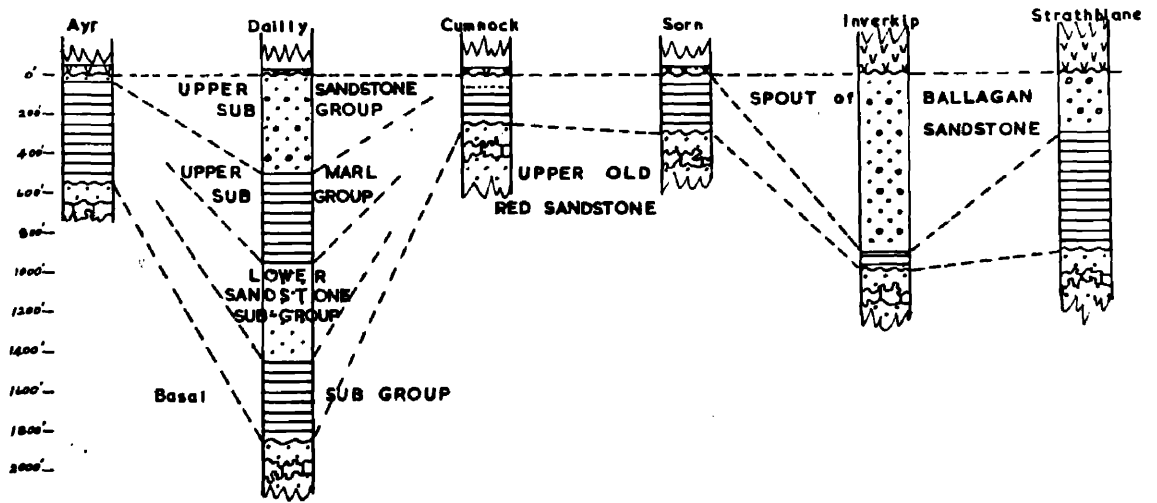 Ayr
Dailly
Cumnock
Sorn
Inverkip
Strathblane
0'
200'
400'
600'
800'
1000'
1200'
1400'
1600'
1800'
2000'
UPPER SANDSTONE
SUB GROUP
UPPER MARL
SUB GROUP
LOWER
SANDSTONE
SUB-GROUP
Basal SUB GROUP
UPPER OLD
RED SANDSTONE
SPOUT of BALLAGAN
SANDSTONE